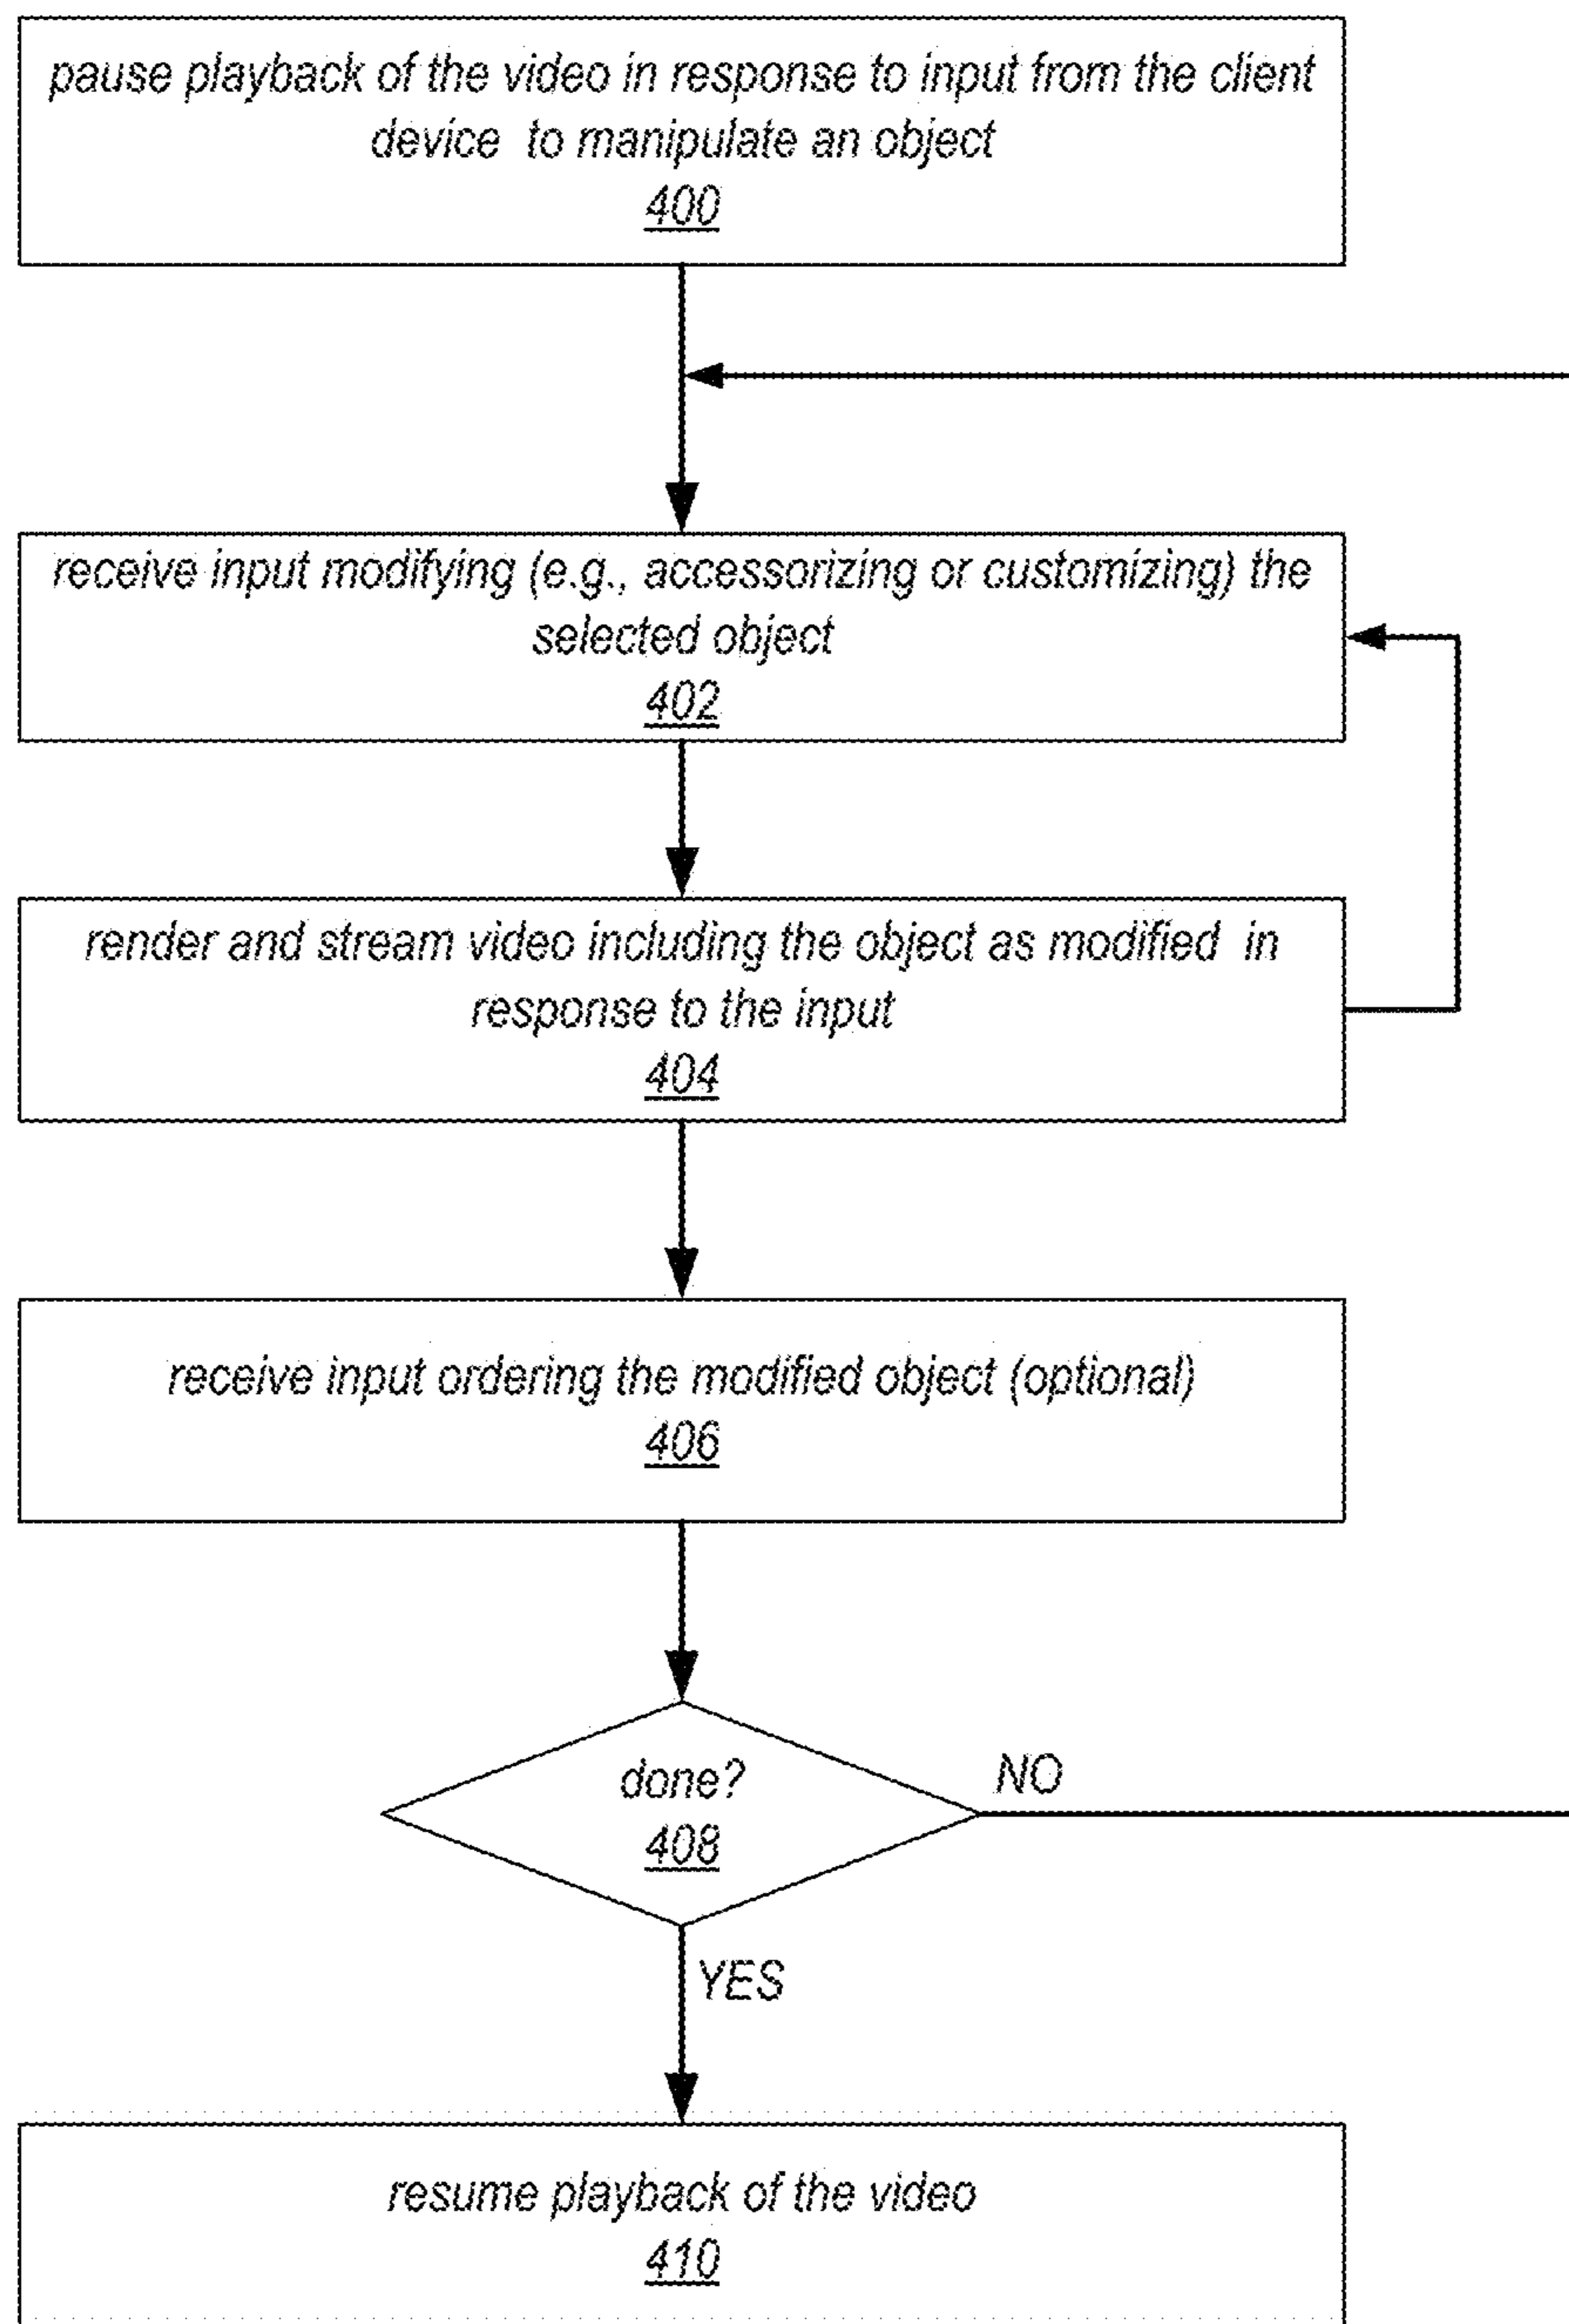 pause playback of the video in response to input from the client
device to manipulate an object
400
receive input modifying (e.g., accessorizing or customizing) the
selected object
402
render and stream video including the object as modified in
response to the input
404
receive input ordering the modified object (optional)
406
done?
408
NO
YES
resume playback of the video
410